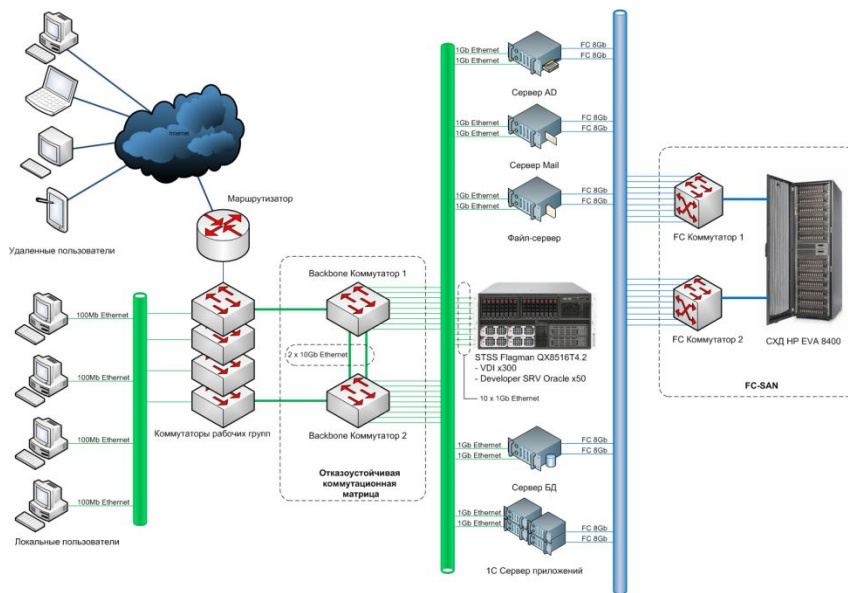 Internet
Удаленные пользователи
Маршрутизатор
100Mb Ethernet
100Mb Ethernet
100Mb Ethernet
100Mb Ethernet
Локальные пользователи
Коммутаторы рабочих групп
Backbone Коммутатор 1
2 x 10Gb Ethernet
Backbone Коммутатор 2
Отказоустойчивая
коммутационная
матрица
1Gb Ethernet
1Gb Ethernet
FC 8Gb
FC 8Gb
Сервер AD
1Gb Ethernet
1Gb Ethernet
FC 8Gb
FC 8Gb
Сервер Mail
1Gb Ethernet
1Gb Ethernet
FC 8Gb
FC 8Gb
Файл-сервер
STSS Flagman QX8516T4.2
- VDI x300
- Developer SRV Oracle x50
10 x 1Gb Ethernet
1Gb Ethernet
1Gb Ethernet
FC 8Gb
FC 8Gb
Сервер БД
1Gb Ethernet
1Gb Ethernet
FC 8Gb
FC 8Gb
1С Сервер приложений
FC Коммутатор 1
FC Коммутатор 2
СХД HP EVA 8400
FC-SAN